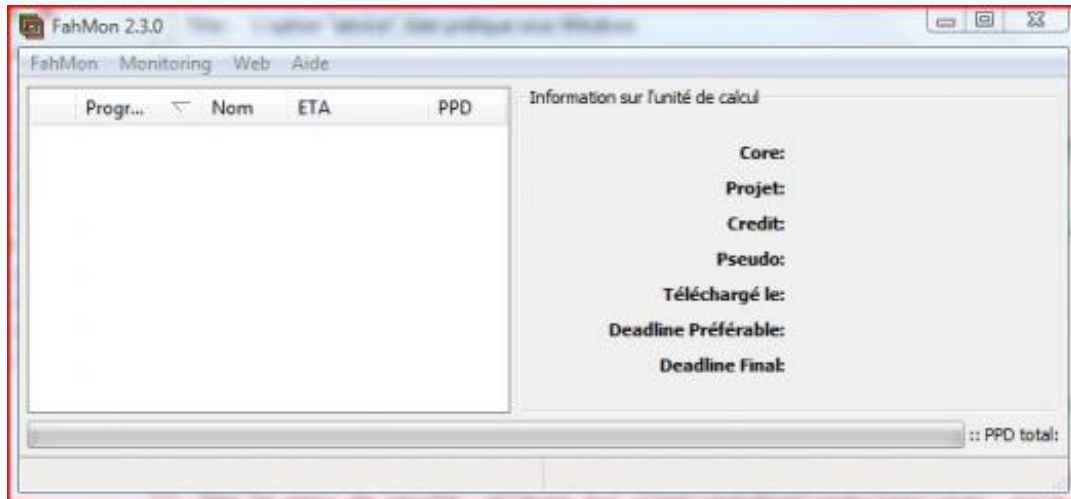 FahMon 2.3.0
FahMon Monitoring Web Aide
Progr... Nom ETA PPD
Information sur l'unité de calcul
Core:
Projet:
Credit:
Pseudo:
Téléchargé le:
Deadline Préférable:
Deadline Final:
:: PPD total: